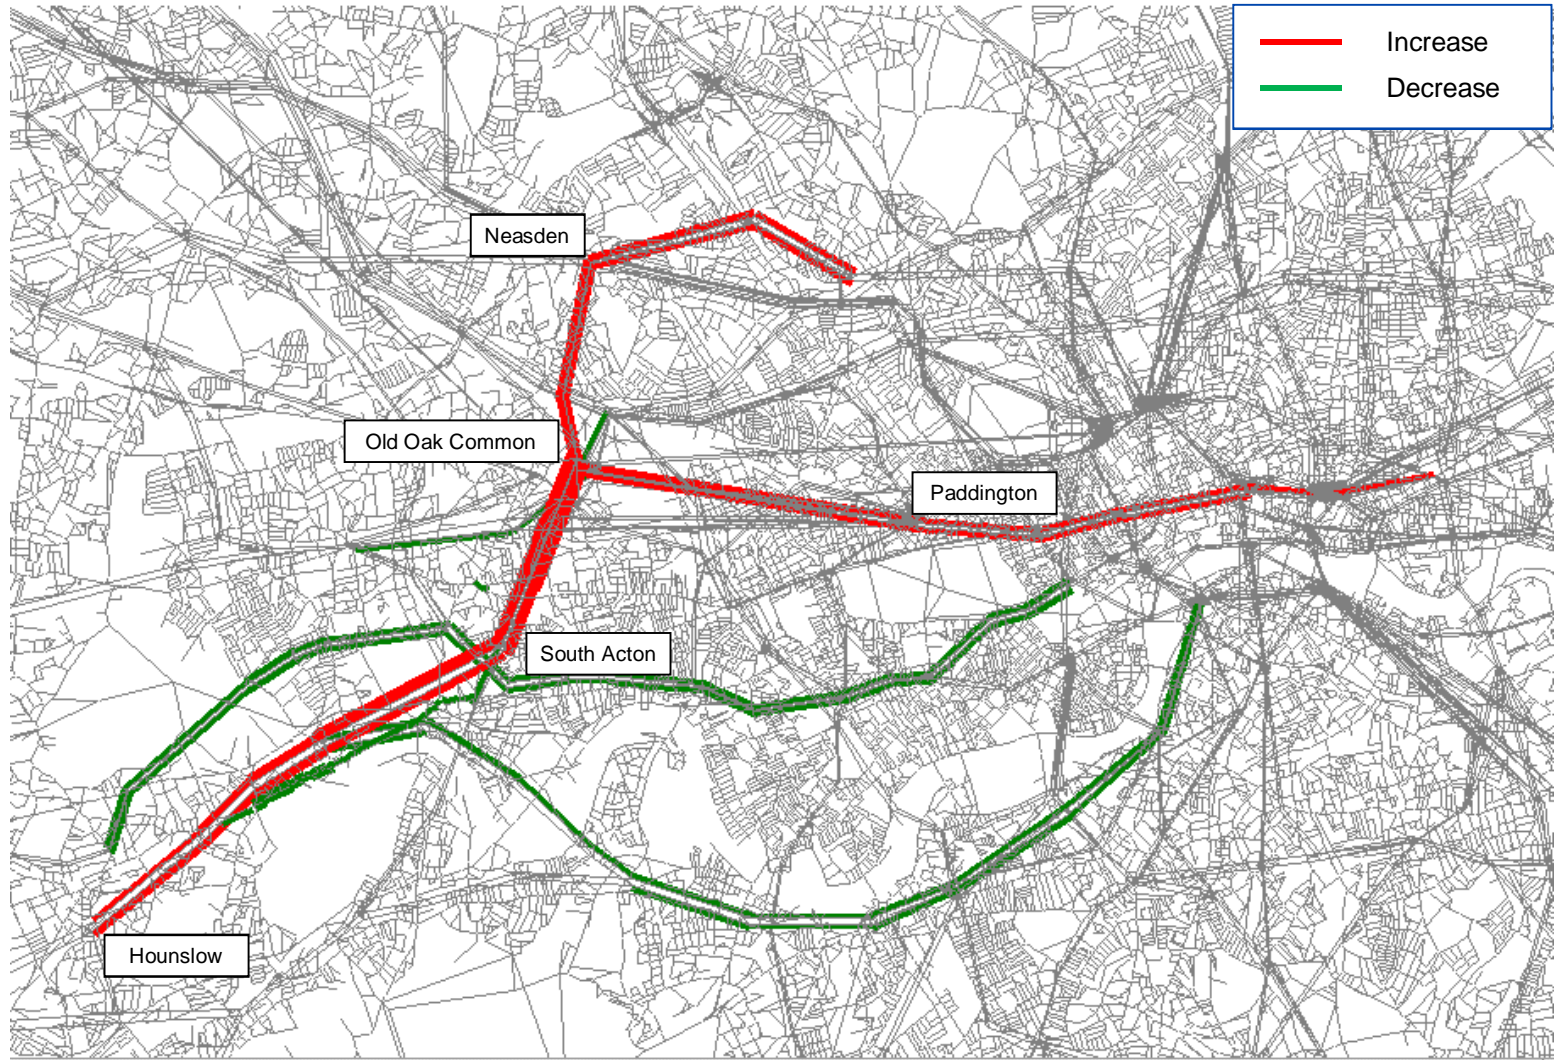 Increase
Decrease
Neasden
Old Oak Common
Paddington
South Acton
Hounslow